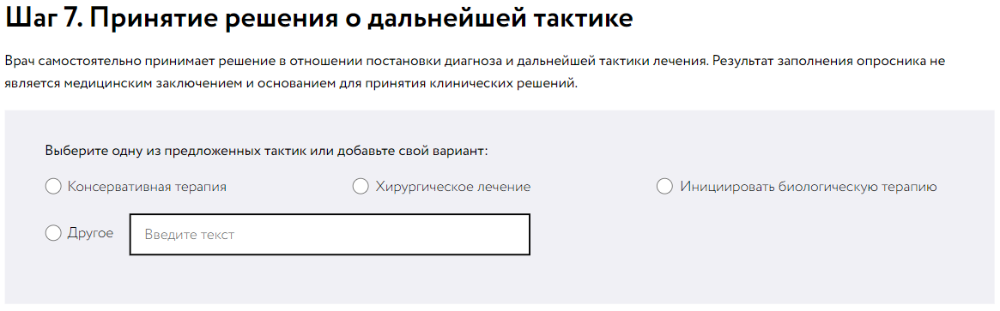 Шаг 7. Принятие решения о дальнейшей тактике
Врач самостоятельно принимает решение в отношении постановки диагноза и дальнейшей тактики лечения. Результат заполнения опросника не
является медицинским заключением и основанием для принятия клинических решений.
Выберите одну из предложенных тактик или добавьте свой вариант:
Консервативная терапия Хирургическое лечение Инициировать биологическую терапию
Другое Введите текст